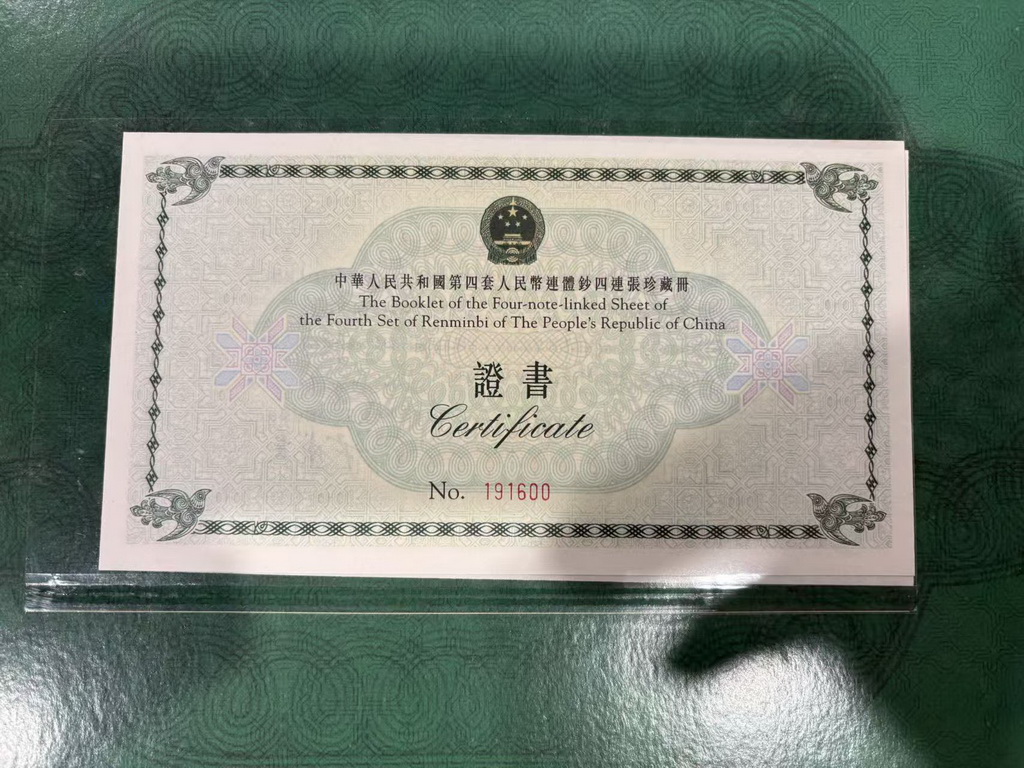 中華人民共和國第四套人民幣連體鈔四連張珍藏冊
The Booklet of the Four-note-linked Sheet of
the Fourth Set of Renminbi of The People's Republic of China
證書
Certificate
No. 191600